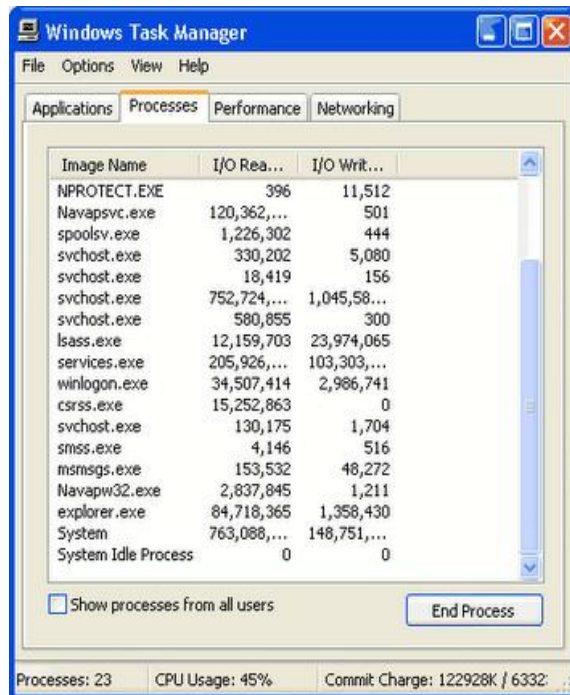 Windows Task Manager
File Options View Help
Applications Processes Performance Networking
Image Name I/O Rea... I/O Writ...
NPROTECT.EXE 396 11,512
Navapsvc.exe 120,362,... 501
spoolsv.exe 1,226,302 444
svchost.exe 330,202 5,080
svchost.exe 18,419 156
svchost.exe 752,724,... 1,045,58...
svchost.exe 580,855 300
lsass.exe 12,159,703 23,974,065
services.exe 205,926,... 103,303,...
winlogon.exe 34,507,414 2,986,741
csrss.exe 15,252,863 0
svchost.exe 130,175 1,704
smss.exe 4,146 516
msmsgs.exe 153,532 48,272
Navapw32.exe 2,837,845 1,211
explorer.exe 84,718,365 1,358,430
System 763,088,... 148,751,...
System Idle Process 0 0
Show processes from all users End Process
Processes: 23 CPU Usage: 45% Commit Charge: 122928K / 6332